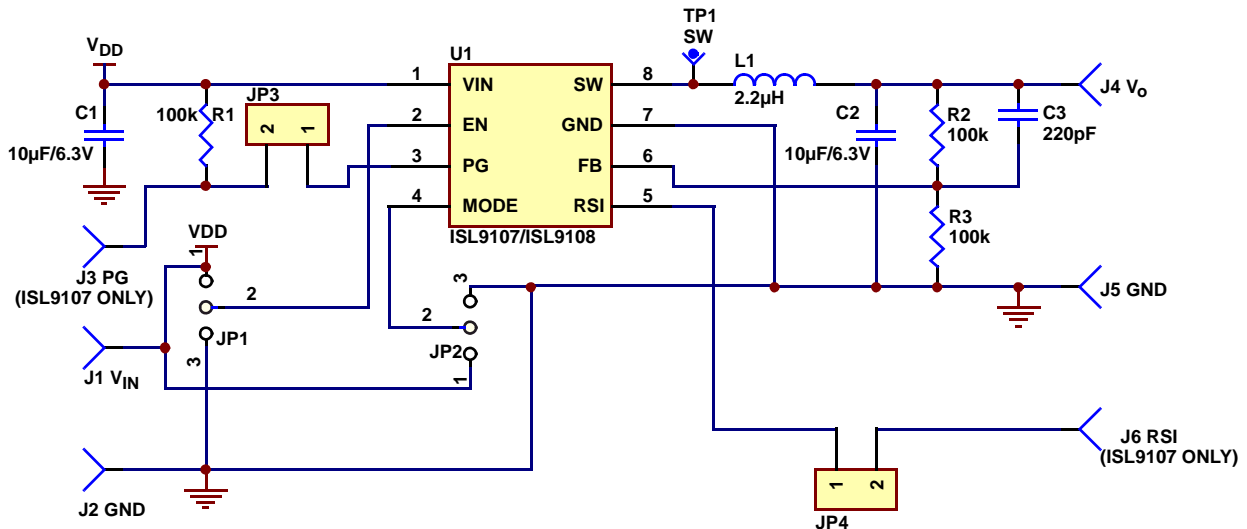 TP1
SW
VDD
U1
L1
2.2µH
J4 Vo
C1
10µF/6.3V
100k
R1
JP3
2
1
1
VIN
SW
8
2
EN
GND
7
3
PG
FB
6
4
MODE
RSI
5
ISL9107/ISL9108
C2
10µF/6.3V
R2
100k
C3
220pF
R3
100k
J3 PG
(ISL9107 ONLY)
VDD
1
2
3
JP1
J1 VIN
3
2
JP2
1
J5 GND
J2 GND
J6 RSI
(ISL9107 ONLY)
1
2
JP4